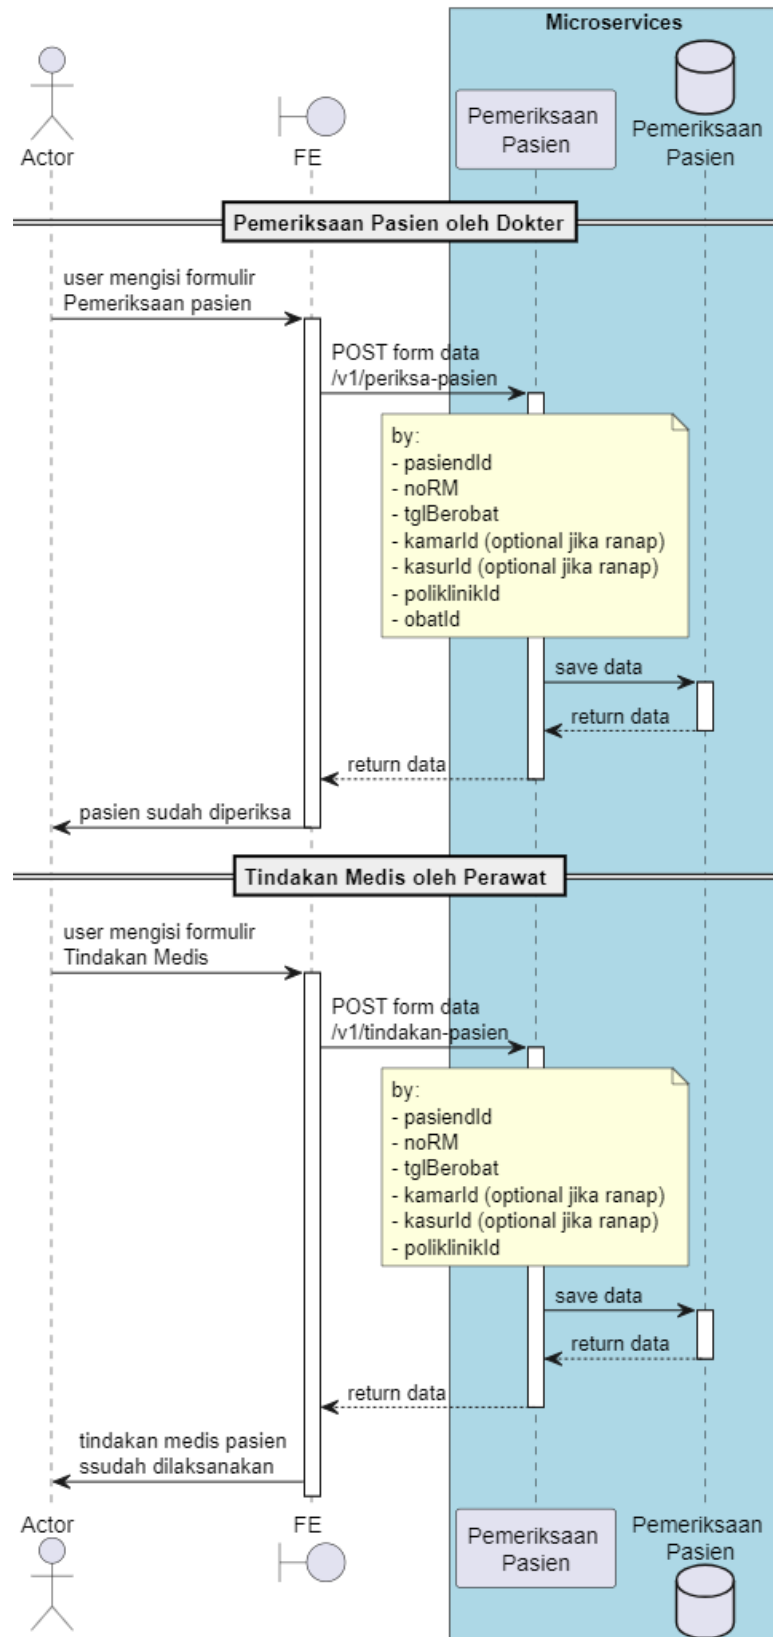 Microservices
Actor
FE
Pemeriksaan
Pasien
Pemeriksaan
Pasien
Pemeriksaan Pasien oleh Dokter
user mengisi formulir
Pemeriksaan pasien
POST form data
/v1/periksa-pasien
by:
- pasiendId
- noRM
- tglBerobat
- kamarId (optional jika ranap)
- kasurId (optional jika ranap)
- poliklinikId
- obatId
save data
return data
return data
pasien sudah diperiksa
Tindakan Medis oleh Perawat
user mengisi formulir
Tindakan Medis
POST form data
/v1/tindakan-pasien
by:
- pasiendId
- noRM
- tglBerobat
- kamarId (optional jika ranap)
- kasurId (optional jika ranap)
- poliklinikId
save data
return data
return data
tindakan medis pasien
ssudah dilaksanakan
Actor
FE
Pemeriksaan
Pasien
Pemeriksaan
Pasien